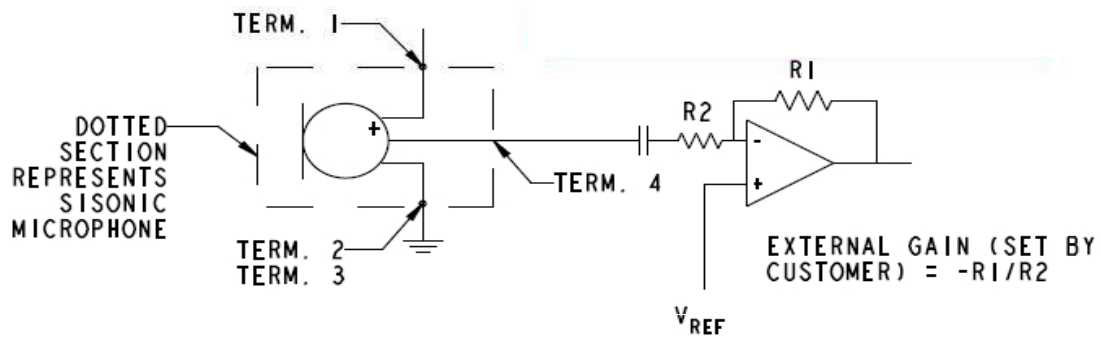 TERM. 1
R1
R2
+
-
+
DOTTED
SECTION
REPRESENTS
SISONIC
MICROPHONE
TERM. 4
TERM. 2
TERM. 3
EXTERNAL GAIN (SET BY
CUSTOMER) = -R1/R2
VREF